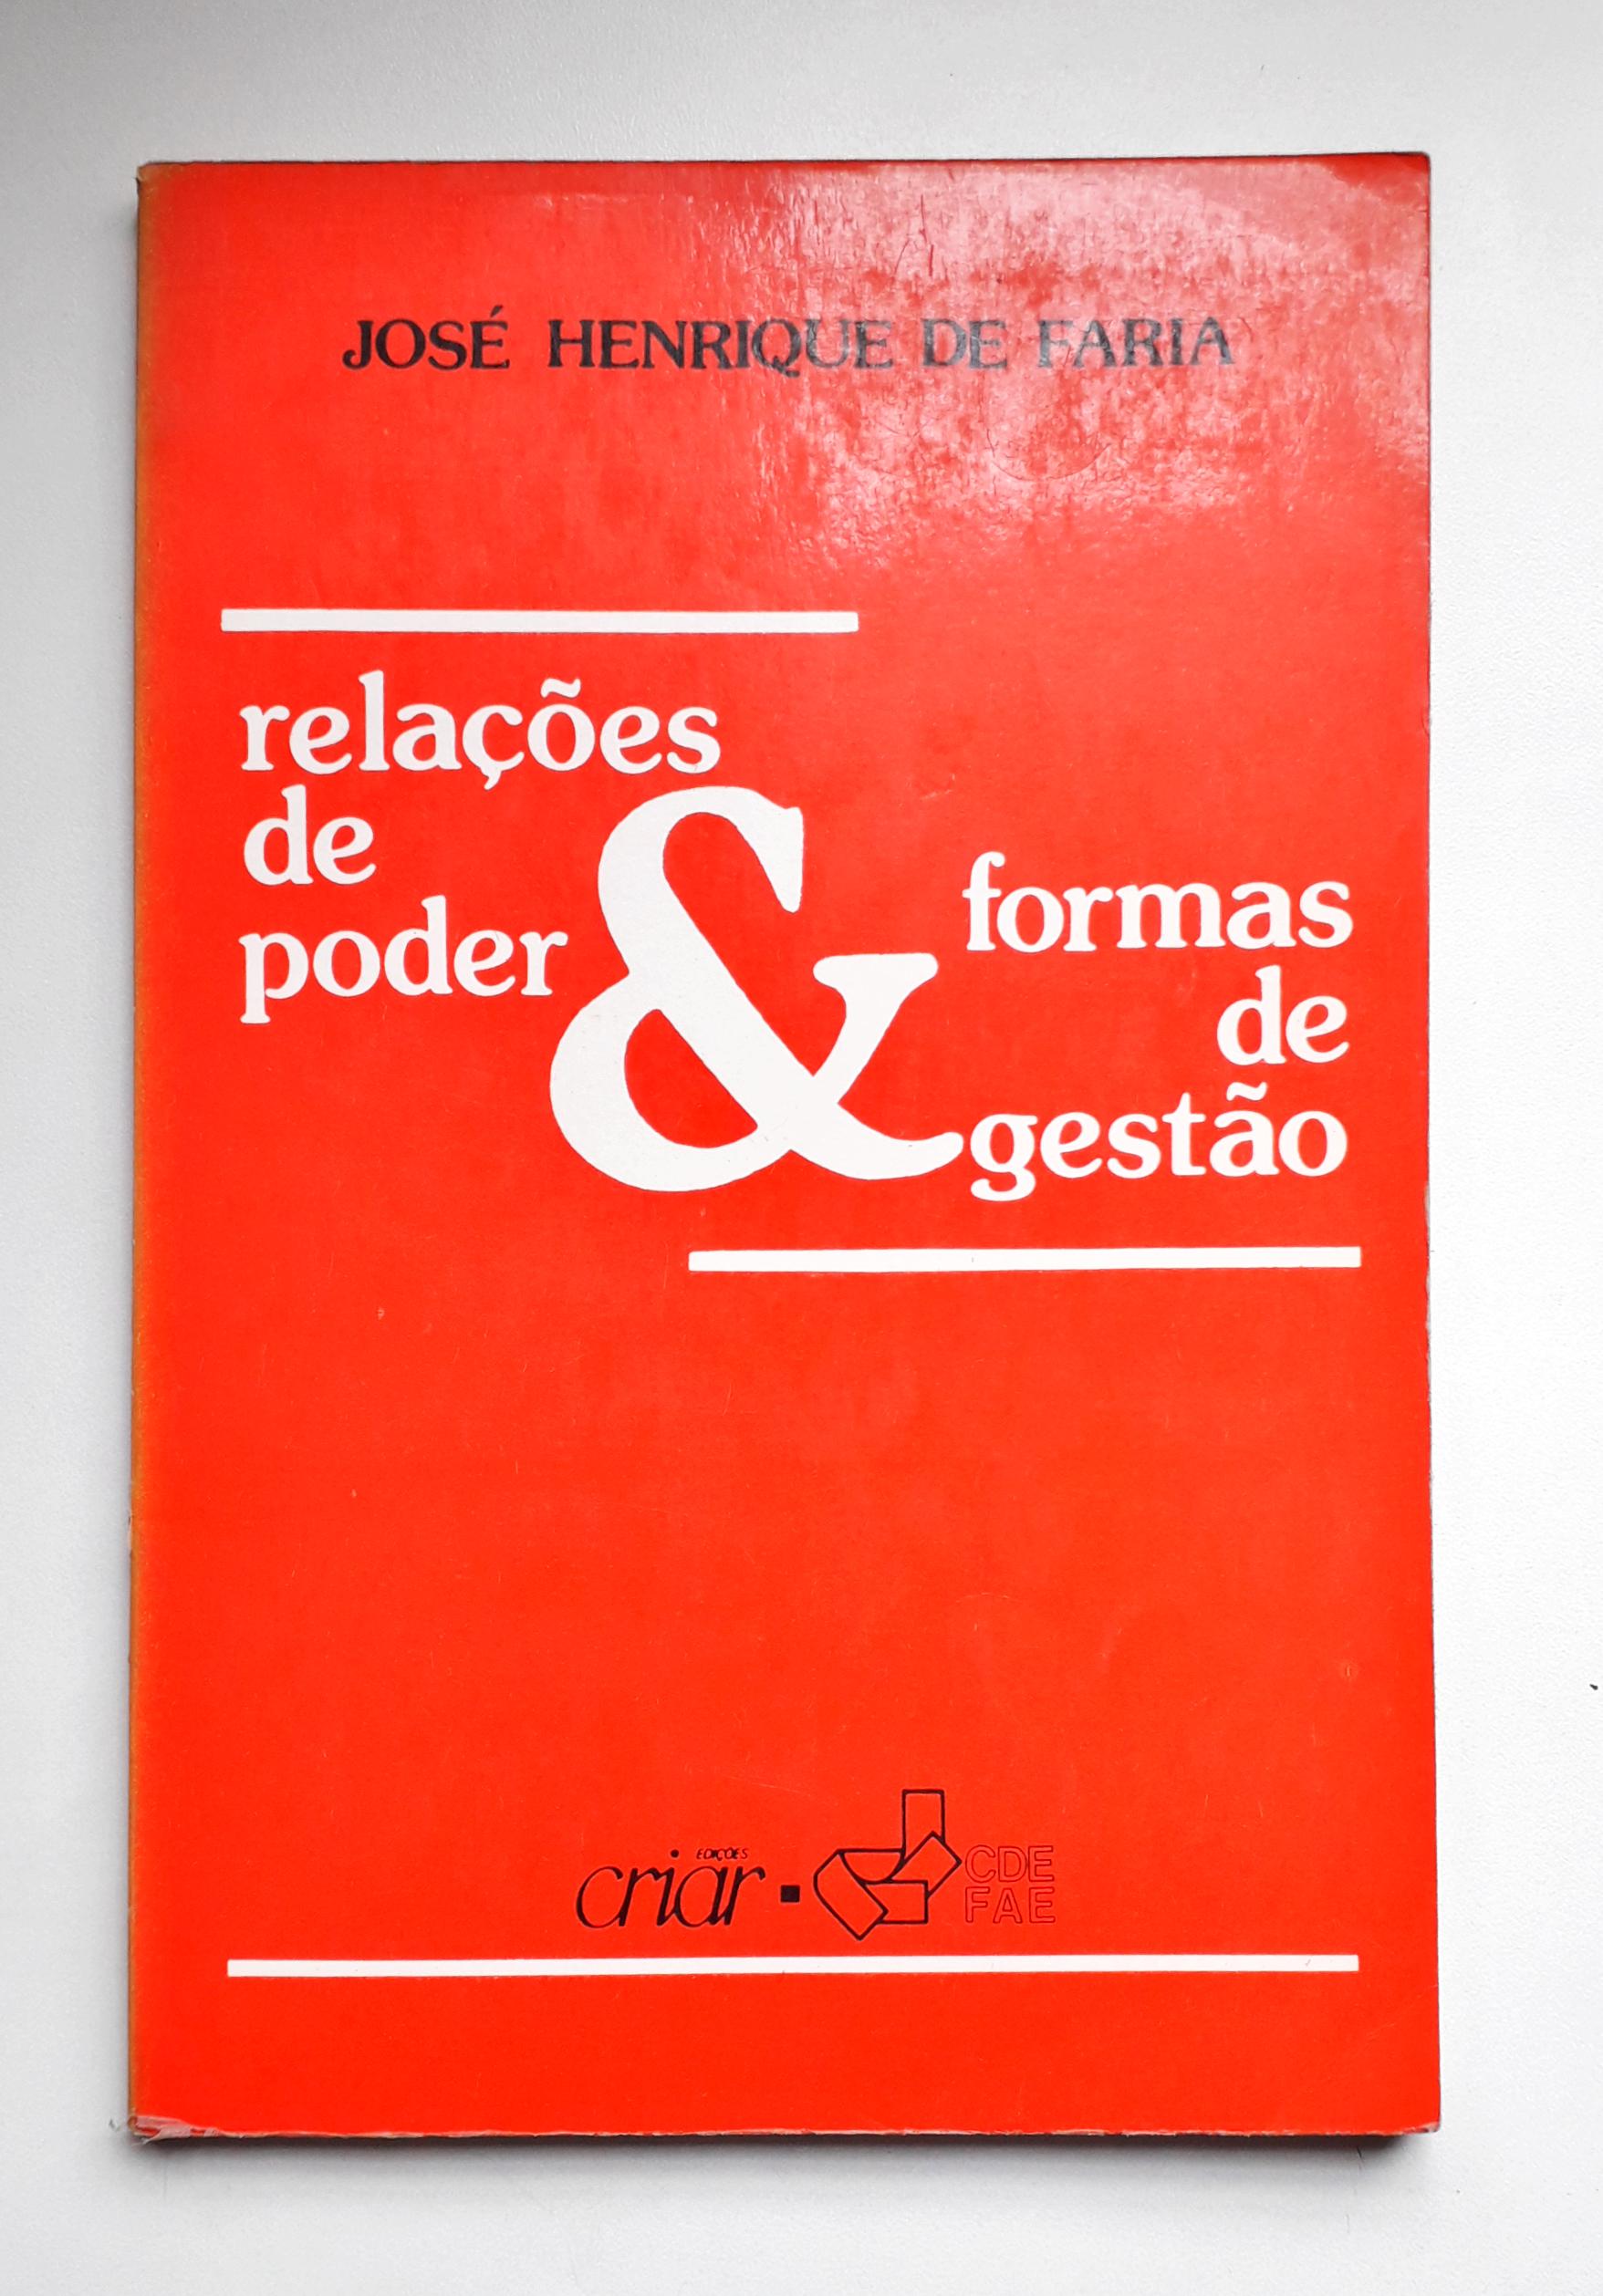 JOSÉ HENRIQUE DE FARIA
relações
de
poder
&
formas
de
gestão
EDIÇÕES
criar
CDE
FAE